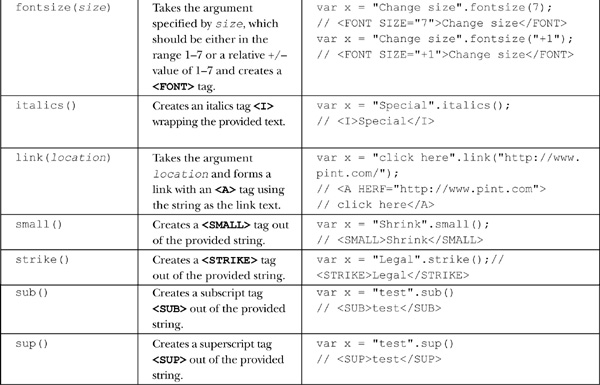 fontsize(size)
Takes the argument
specified by size, which
should be either in the
range 1–7 or a relative +/–
value of 1–7 and creates a
<FONT> tag.
var x = "Change size".fontsize(7);
// <FONT SIZE="7">Change size</FONT>
var x = "Change size".fontsize("+1");
// <FONT SIZE="+1">Change size</FONT>
italics()
Creates an italics tag <I>
wrapping the provided text.
var x = "Special".italics();
// <I>Special</I>
link(location)
Takes the argument
location and forms a
link with an <A> tag using
the string as the link text.
var x = "click here".link("http://www.
pint.com/");
// <A HERF="http://www.pint.com">
// click here</A>
small()
Creates a <SMALL> tag out
of the provided string.
var x = "Shrink".small();
// <SMALL>Shrink</SMALL>
strike()
Creates a <STRIKE> tag
out of the provided string.
var x = "Legal".strike();//
<STRIKE>Legal</STRIKE>
sub()
Creates a subscript tag
<SUB> out of the provided
string.
var x = "test".sub()
// <SUB>test</SUB>
sup()
Creates a superscript tag
<SUP> out of the provided
string.
var x = "test".sup()
// <SUP>test</SUP>